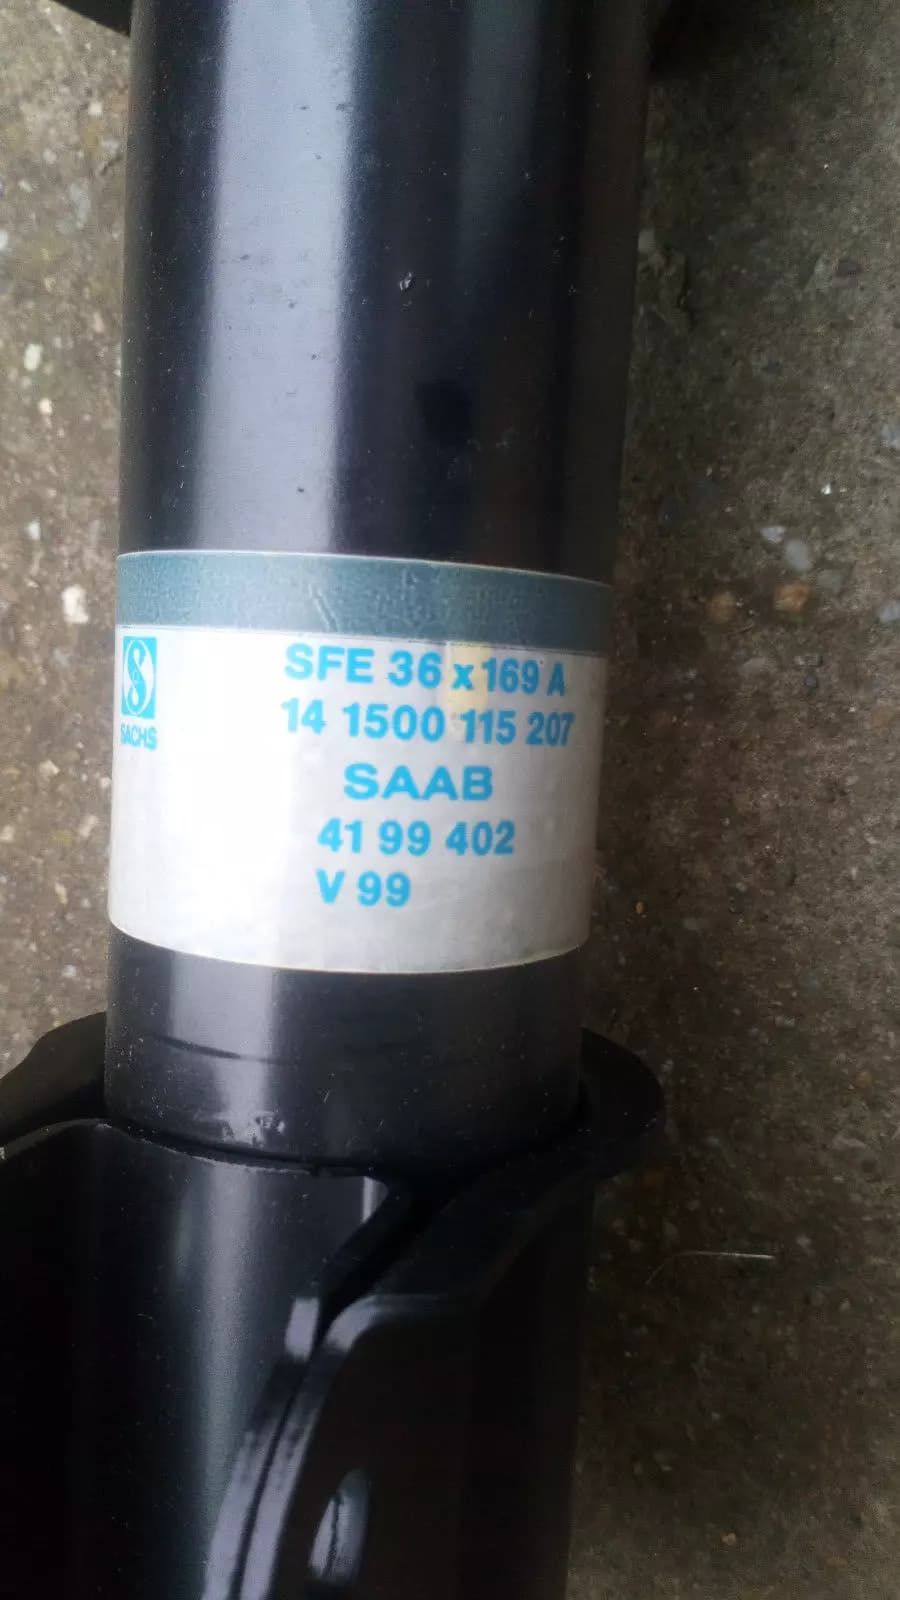 SFE 36 x 169 A
14 1500 115 207
SACHS
SAAB
41 99 402
V 99